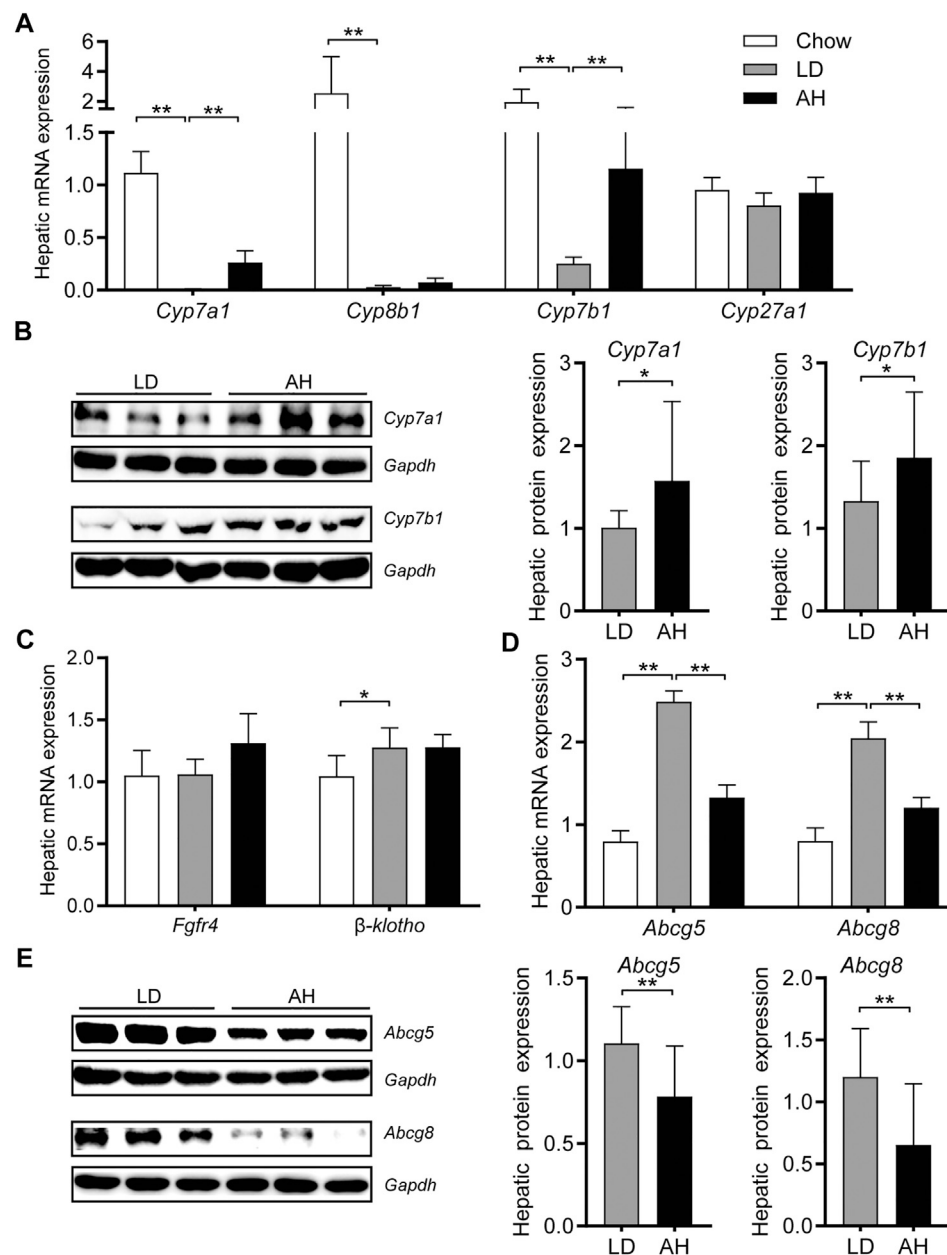 A
Hepatic mRNA expression
6
4
2
1.5
1.0
0.5
0.0
** ** ** ** **
Chow
LD
AH
Cyp7a1 Cyp8b1 Cyp7b1 Cyp27a1
B
LD AH
Cyp7a1
Gapdh
Cyp7b1
Gapdh
Cyp7a1
Hepatic protein expression
3
2
1
0
*
LD AH
Cyp7b1
Hepatic protein expression
3
2
1
0
*
LD AH
C
Hepatic mRNA expression
2.0
1.5
1.0
0.5
0.0
*
Fgfr4 β-klotho
D
Hepatic mRNA expression
3
2
1
0
** ** ** **
Abcg5 Abcg8
E
LD AH
Abcg5
Gapdh
Abcg8
Gapdh
Abcg5
Hepatic protein expression
1.5
1.0
0.5
0.0
**
LD AH
Abcg8
Hepatic protein expression
2.0
1.5
1.0
0.5
0.0
**
LD AH